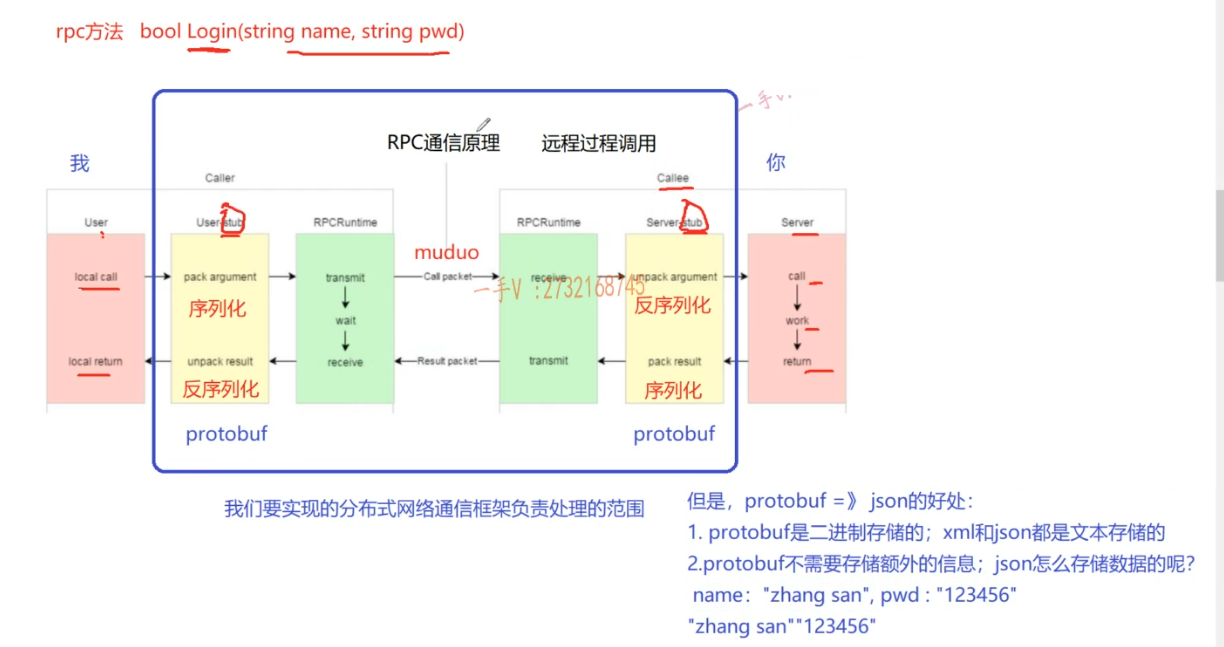 rpc方法 bool Login(string name, string pwd)
一手V:
RPC通信原理 远程过程调用
我 你
Caller Callee
User User-stub RPCRuntime RPCRuntime Server-stub Server
muduo
local call pack argument transmit Call packet receive unpack argument call
一手V :2732168745
序列化 反序列化
wait work
local return unpack result receive Result packet transmit pack result return
反序列化 序列化
protobuf protobuf
我们要实现的分布式网络通信框架负责处理的范围
但是，protobuf =》 json的好处：
1. protobuf是二进制存储的；xml和json都是文本存储的
2.protobuf不需要存储额外的信息；json怎么存储数据的呢？
name："zhang san", pwd : "123456"
"zhang san""123456"